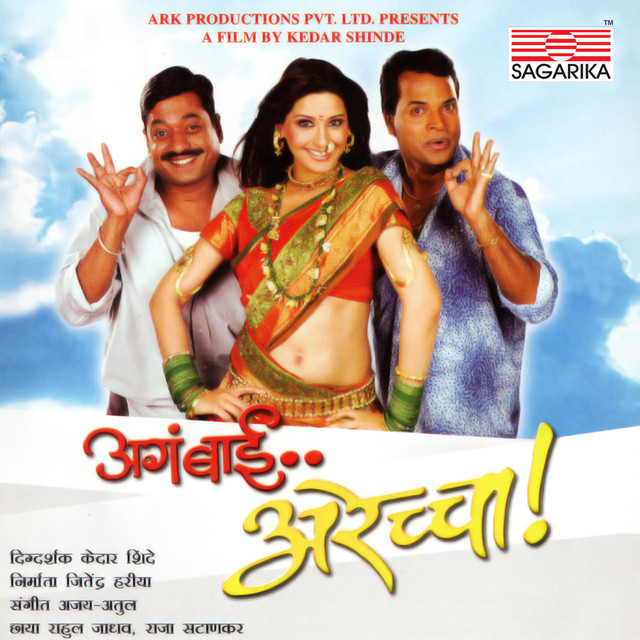 ARK PRODUCTIONS PVT. LTD. PRESENTS
A FILM BY KEDAR SHINDE
TM
SAGARIKA
अगंबाई..
अरेच्चा!
दिग्दर्शक केदार शिंदे
निर्माता जितेंद्र हरीया
संगीत अजय-अतुल
छाया राहुल जाधव, राजा सटाणकर